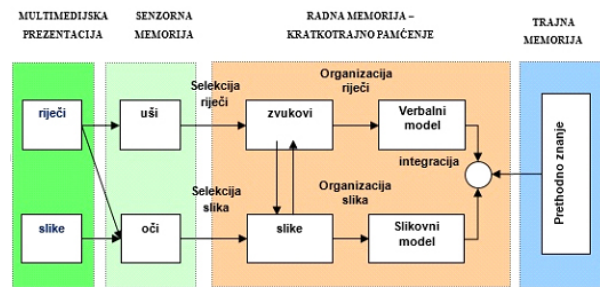 MULTIMEDIJSKA
PREZENTACIJA
SENZORNA
MEMORIJA
RADNA MEMORIJA –
KRATKOTRAJNO PAMĆENJE
TRAJNA
MEMORIJA
riječi
slike
uši
oči
Selekcija
riječi
Selekcija
slika
zvukovi
slike
Organizacija
riječi
Organizacija
slika
Verbalni
model
integracija
Slikovni
model
Prethodno znanje